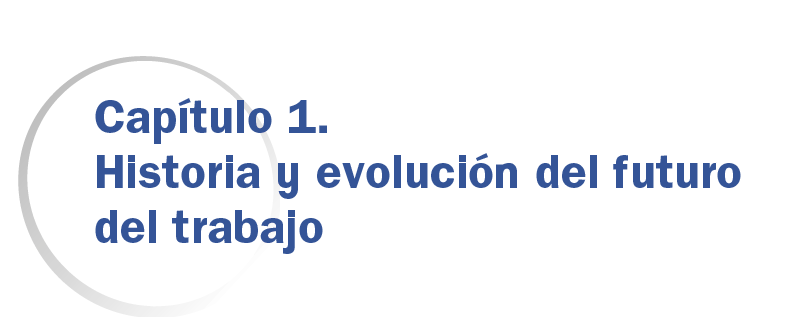 Capítulo 1.
Historia y evolución del futuro
del trabajo